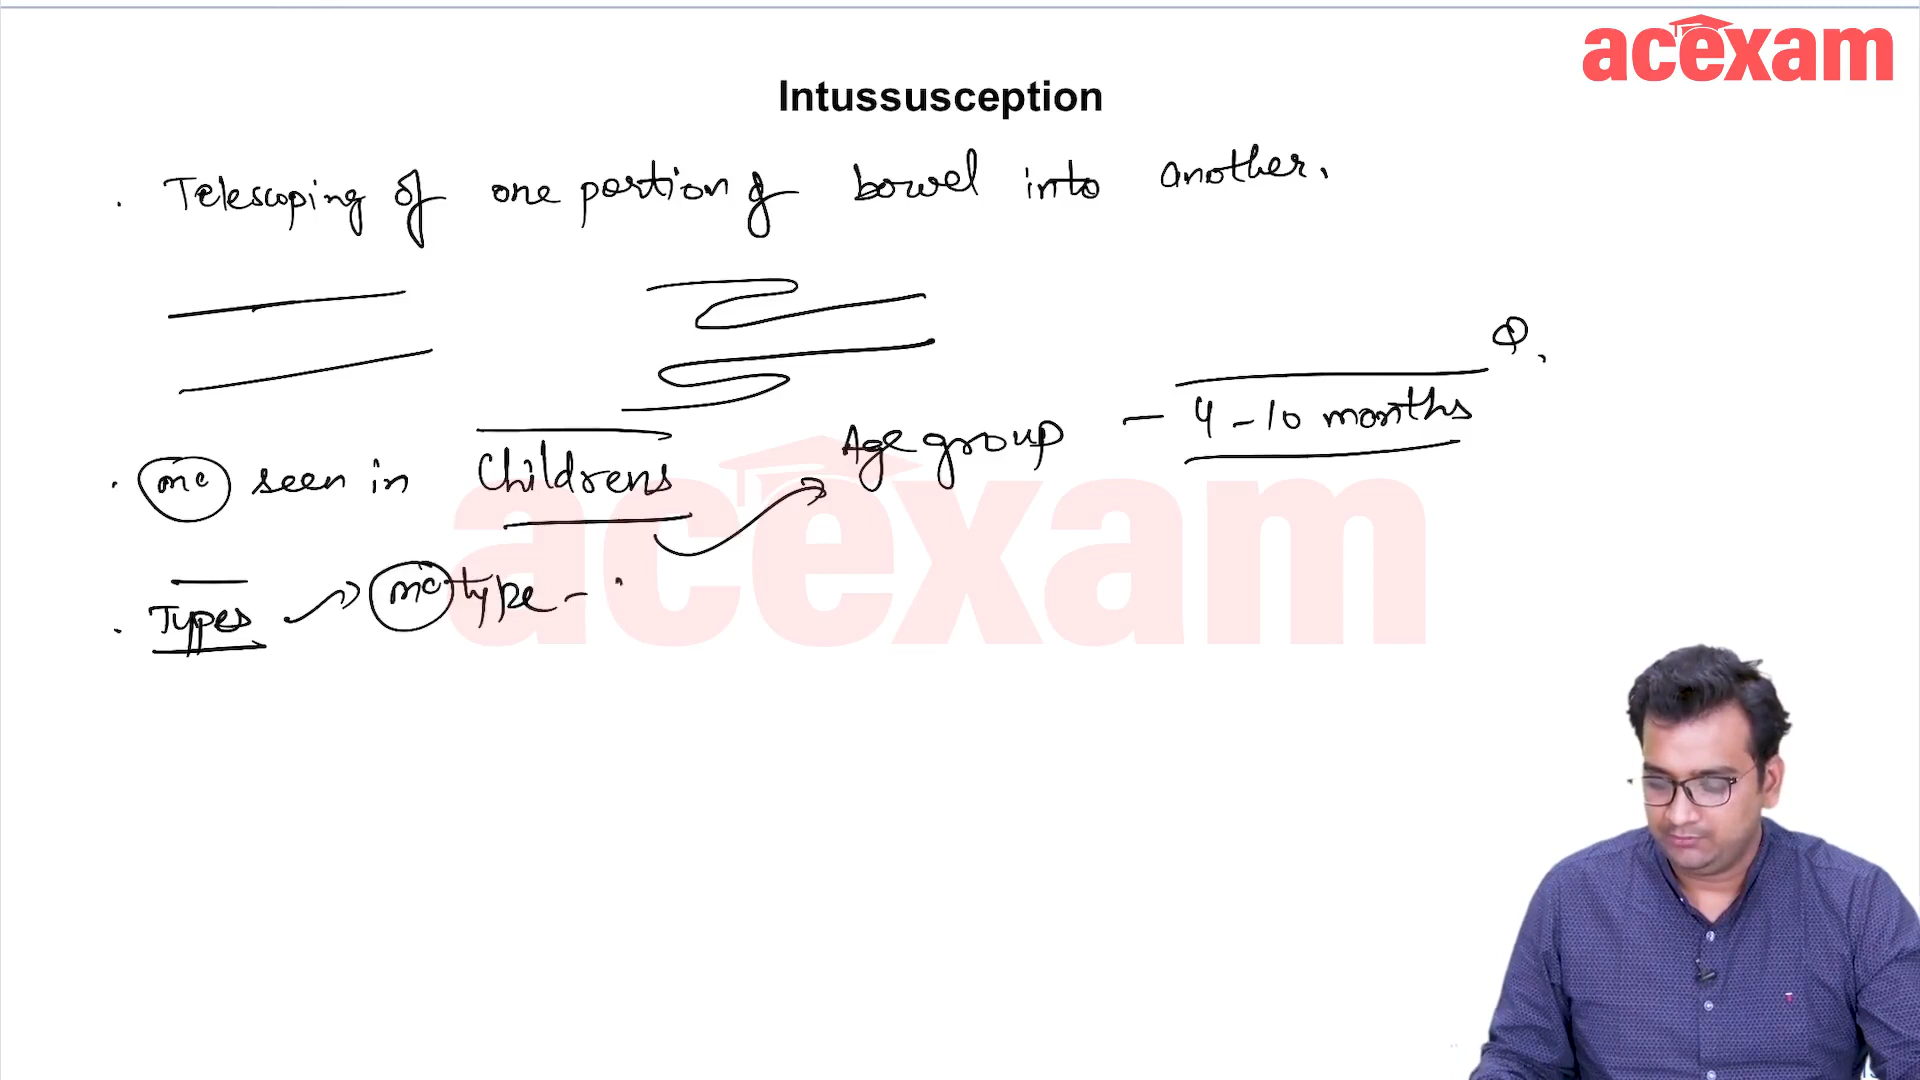 acexam
Intussusception
. Telescoping of one portion of bowel into another.
Q.
. mc seen in Childrens Age group - 4-10 months
. Types mc type -
acexam